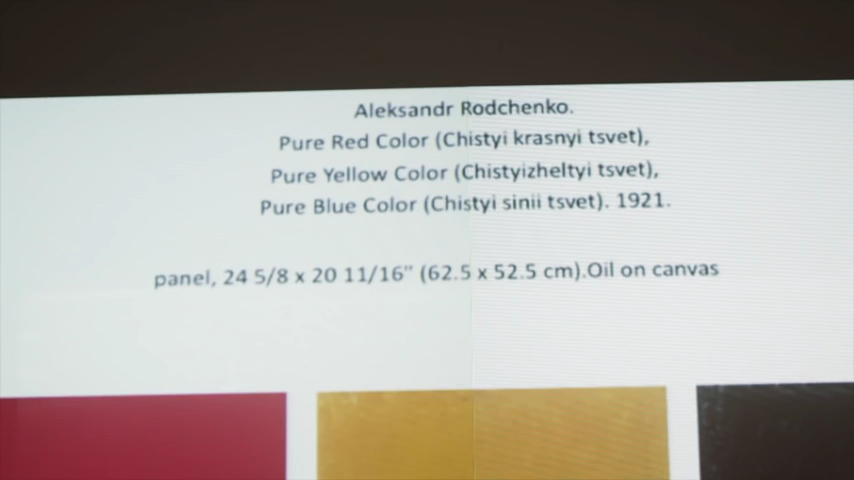 Aleksandr Rodchenko.
Pure Red Color (Chistyi krasnyi tsvet),
Pure Yellow Color (Chistyizheltyi tsvet),
Pure Blue Color (Chistyi sinii tsvet). 1921.
panel, 24 5/8 x 20 11/16" (62.5 x 52.5 cm).Oil on canvas